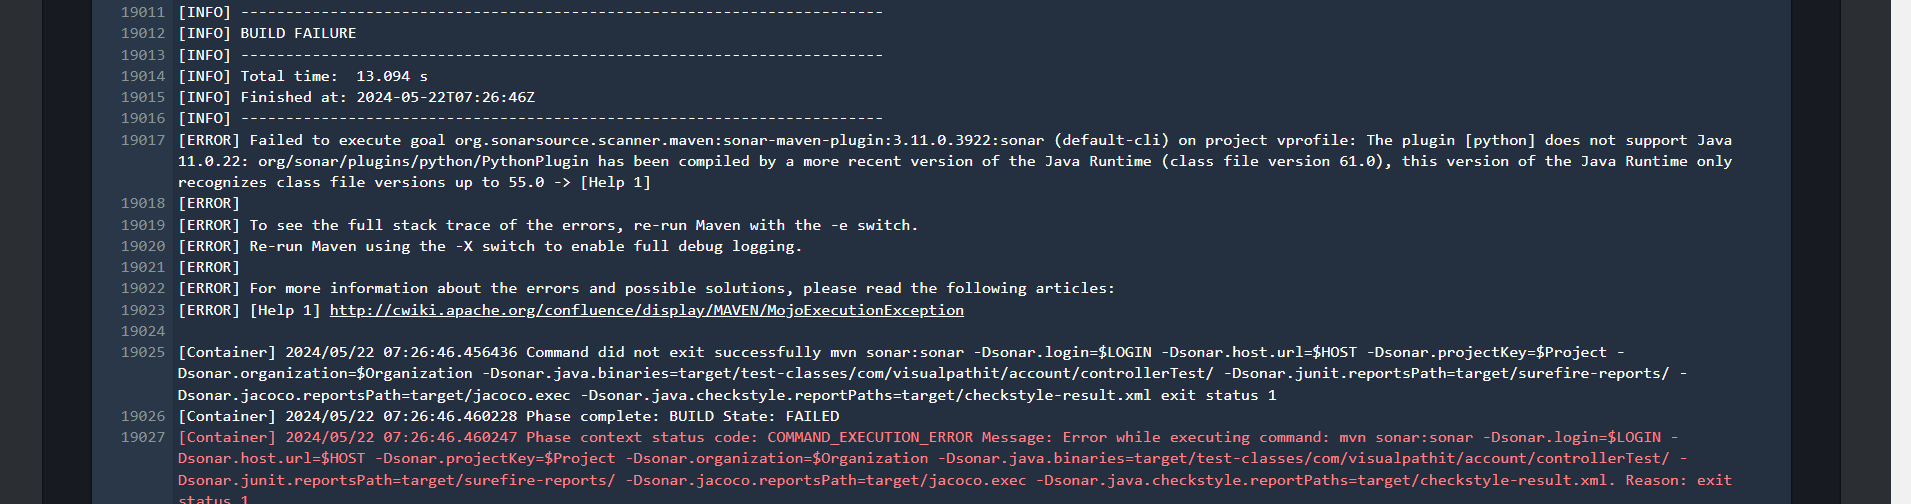 19011 [INFO] ------------------------------------------------------------------------
19012 [INFO] BUILD FAILURE
19013 [INFO] ------------------------------------------------------------------------
19014 [INFO] Total time:  13.094 s
19015 [INFO] Finished at: 2024-05-22T07:26:46Z
19016 [INFO] ------------------------------------------------------------------------
19017 [ERROR] Failed to execute goal org.sonarsource.scanner.maven:sonar-maven-plugin:3.11.0.3922:sonar (default-cli) on project vprofile: The plugin [python] does not support Java
11.0.22: org/sonar/plugins/python/PythonPlugin has been compiled by a more recent version of the Java Runtime (class file version 61.0), this version of the Java Runtime only
recognizes class file versions up to 55.0 -> [Help 1]
19018 [ERROR]
19019 [ERROR] To see the full stack trace of the errors, re-run Maven with the -e switch.
19020 [ERROR] Re-run Maven using the -X switch to enable full debug logging.
19021 [ERROR]
19022 [ERROR] For more information about the errors and possible solutions, please read the following articles:
19023 [ERROR] [Help 1] http://cwiki.apache.org/confluence/display/MAVEN/MojoExecutionException
19024
19025 [Container] 2024/05/22 07:26:46.456436 Command did not exit successfully mvn sonar:sonar -Dsonar.login=$LOGIN -Dsonar.host.url=$HOST -Dsonar.projectKey=$Project -
Dsonar.organization=$Organization -Dsonar.java.binaries=target/test-classes/com/visualpathit/account/controllerTest/ -Dsonar.junit.reportsPath=target/surefire-reports/ -
Dsonar.jacoco.reportsPath=target/jacoco.exec -Dsonar.java.checkstyle.reportPaths=target/checkstyle-result.xml exit status 1
19026 [Container] 2024/05/22 07:26:46.460228 Phase complete: BUILD State: FAILED
19027 [Container] 2024/05/22 07:26:46.460247 Phase context status code: COMMAND_EXECUTION_ERROR Message: Error while executing command: mvn sonar:sonar -Dsonar.login=$LOGIN -
Dsonar.host.url=$HOST -Dsonar.projectKey=$Project -Dsonar.organization=$Organization -Dsonar.java.binaries=target/test-classes/com/visualpathit/account/controllerTest/ -
Dsonar.junit.reportsPath=target/surefire-reports/ -Dsonar.jacoco.reportsPath=target/jacoco.exec -Dsonar.java.checkstyle.reportPaths=target/checkstyle-result.xml. Reason: exit
status 1